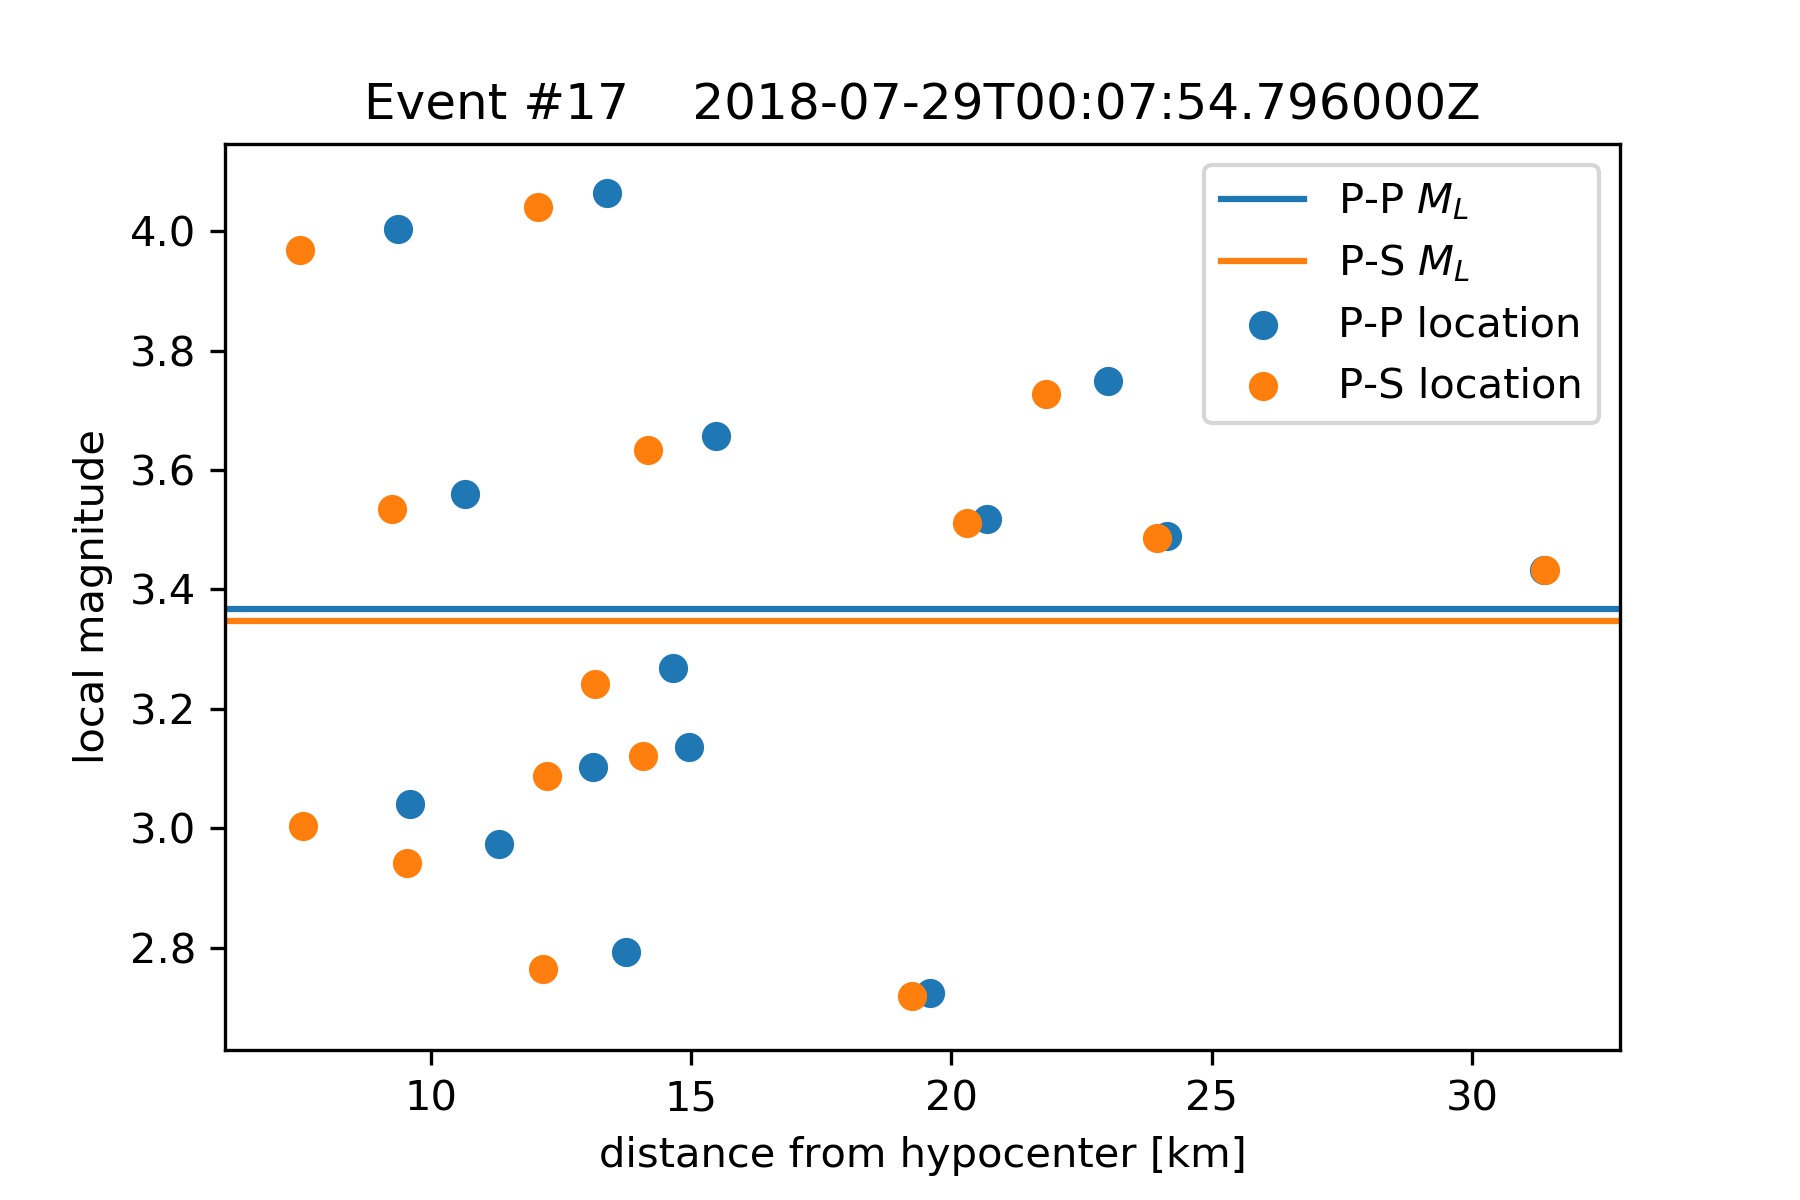 Event #17    2018-07-29T00:07:54.796000Z
P-P M_L
P-S M_L
P-P location
P-S location
local magnitude
4.0
3.8
3.6
3.4
3.2
3.0
2.8
10 15 20 25 30
distance from hypocenter [km]